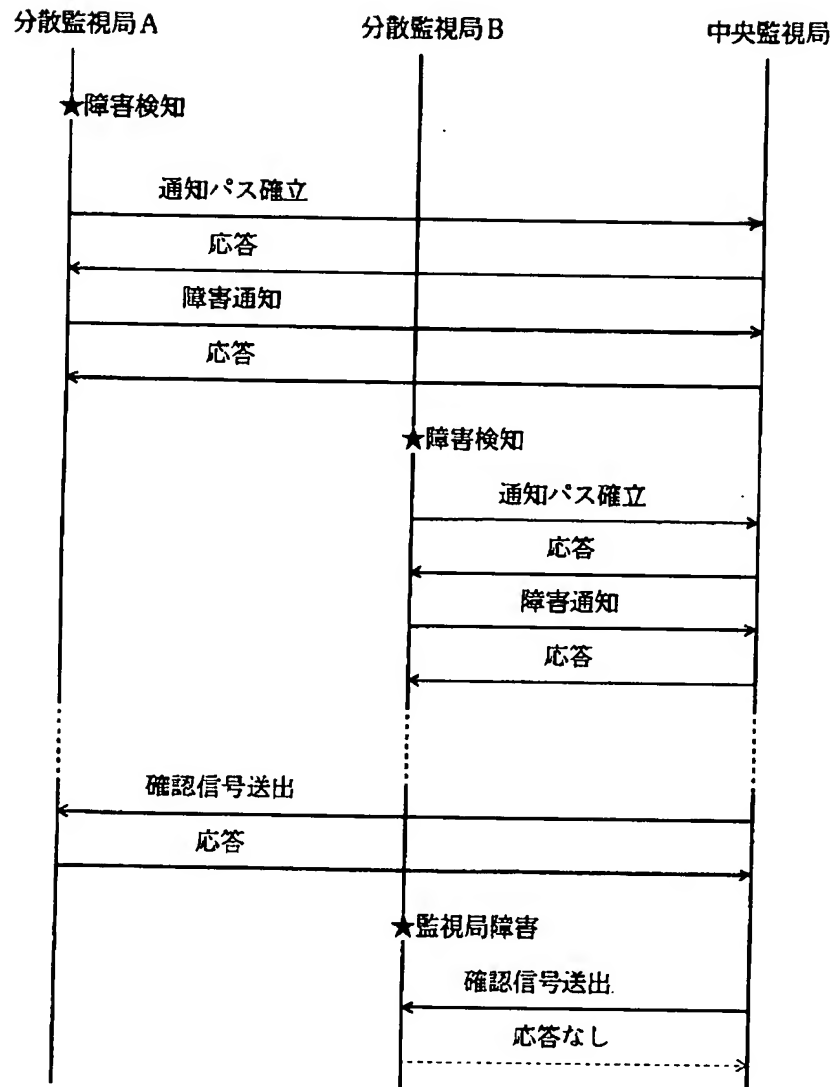 分散監視局A
分散監視局B
中央監視局
★障害検知
通知パス確立
応答
障害通知
応答
★障害検知
通知パス確立
応答
障害通知
応答
確認信号送出
応答
★監視局障害
確認信号送出
応答なし